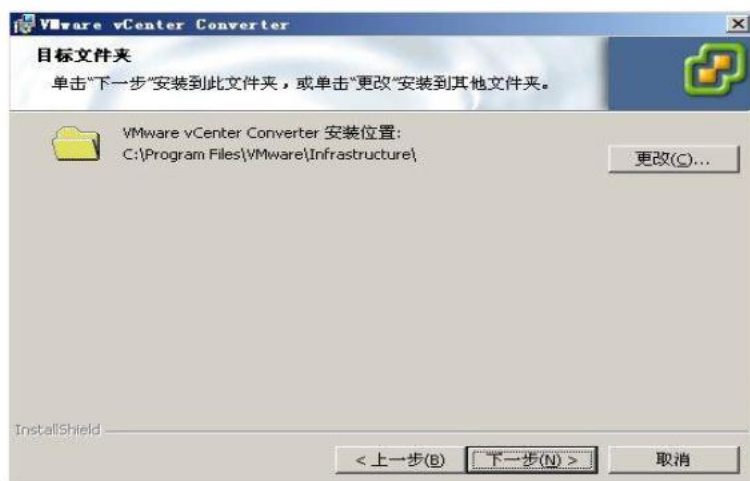 VMware vCenter Converter
目标文件夹
单击“下一步”安装到此文件夹，或单击“更改”安装到其他文件夹。
VMware vCenter Converter 安装位置:
C:\Program Files\VMware\Infrastructure\
更改(C)...
InstallShield
< 上一步(B)
下一步(N) >
取消